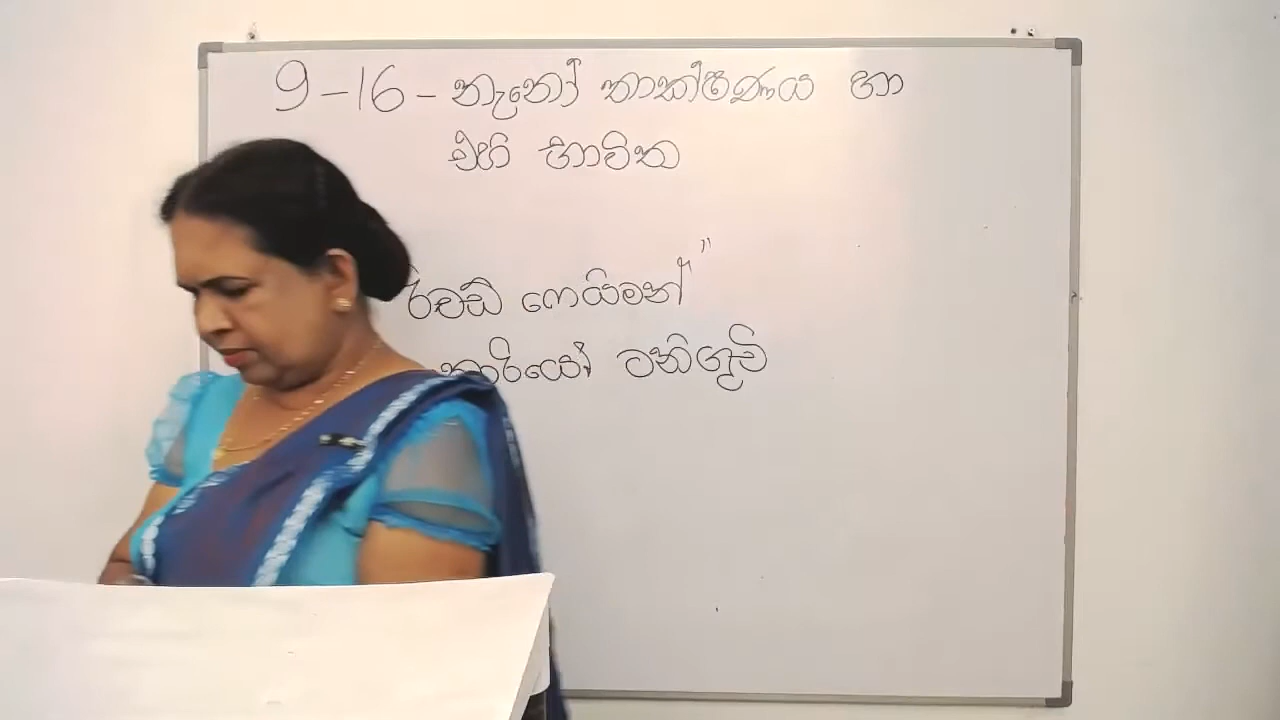 9-16 - නැනෝ තාක්ෂණය හා
එහි භාවිත
රිචඩ් ෆෙයිමන් "
ටනිගුචි